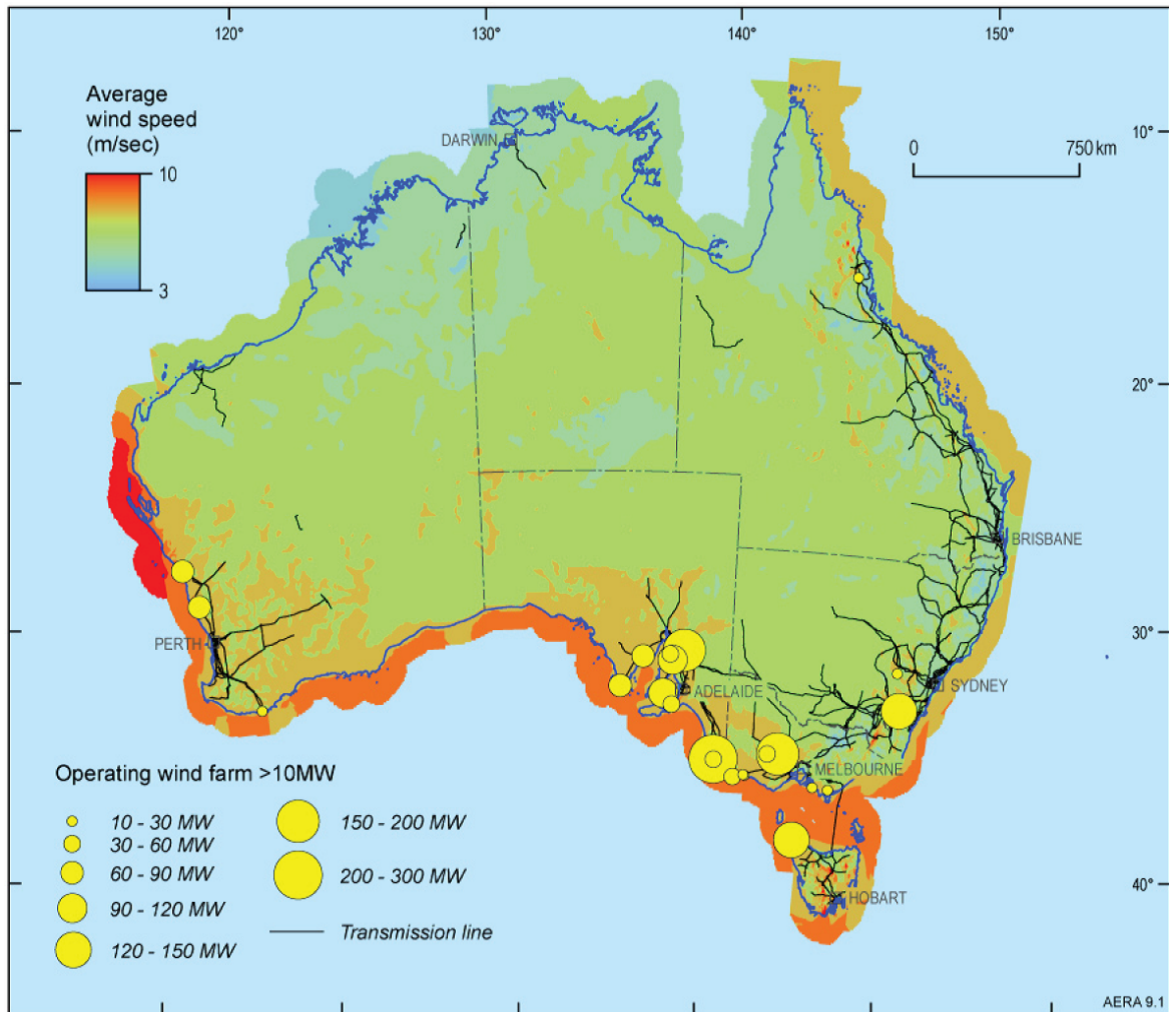 120°
130°
140°
150°
Average
wind speed
(m/sec)
10
3
DARWIN
0
750 km
10°
20°
BRISBANE
30°
PERTH
ADELAIDE
SYDNEY
MELBOURNE
HOBART
40°
Operating wind farm >10MW
10 - 30 MW
30 - 60 MW
60 - 90 MW
90 - 120 MW
120 - 150 MW
150 - 200 MW
200 - 300 MW
Transmission line
AERA 9.1